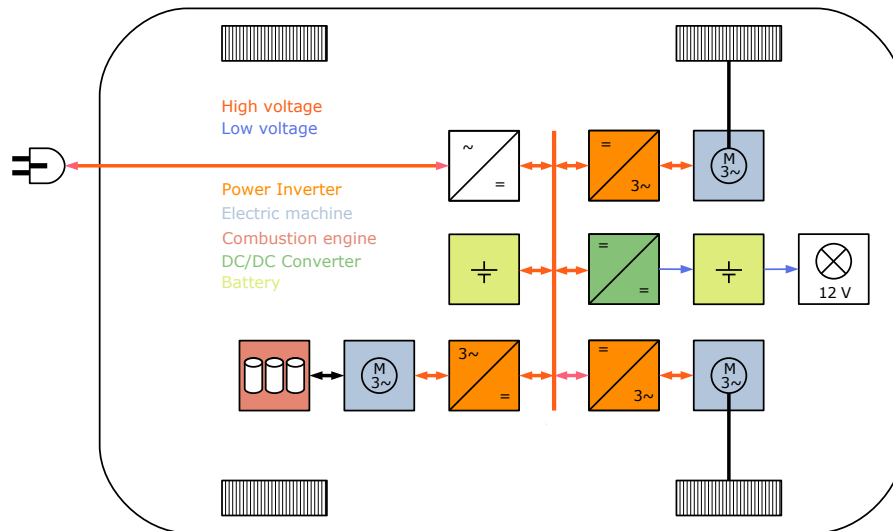 High voltage
Low voltage
~
=
=
3~
M
3~
Power Inverter
Electric machine
Combustion engine
DC/DC Converter
Battery
=
=
12 V
M
3~
3~
=
=
3~
M
3~